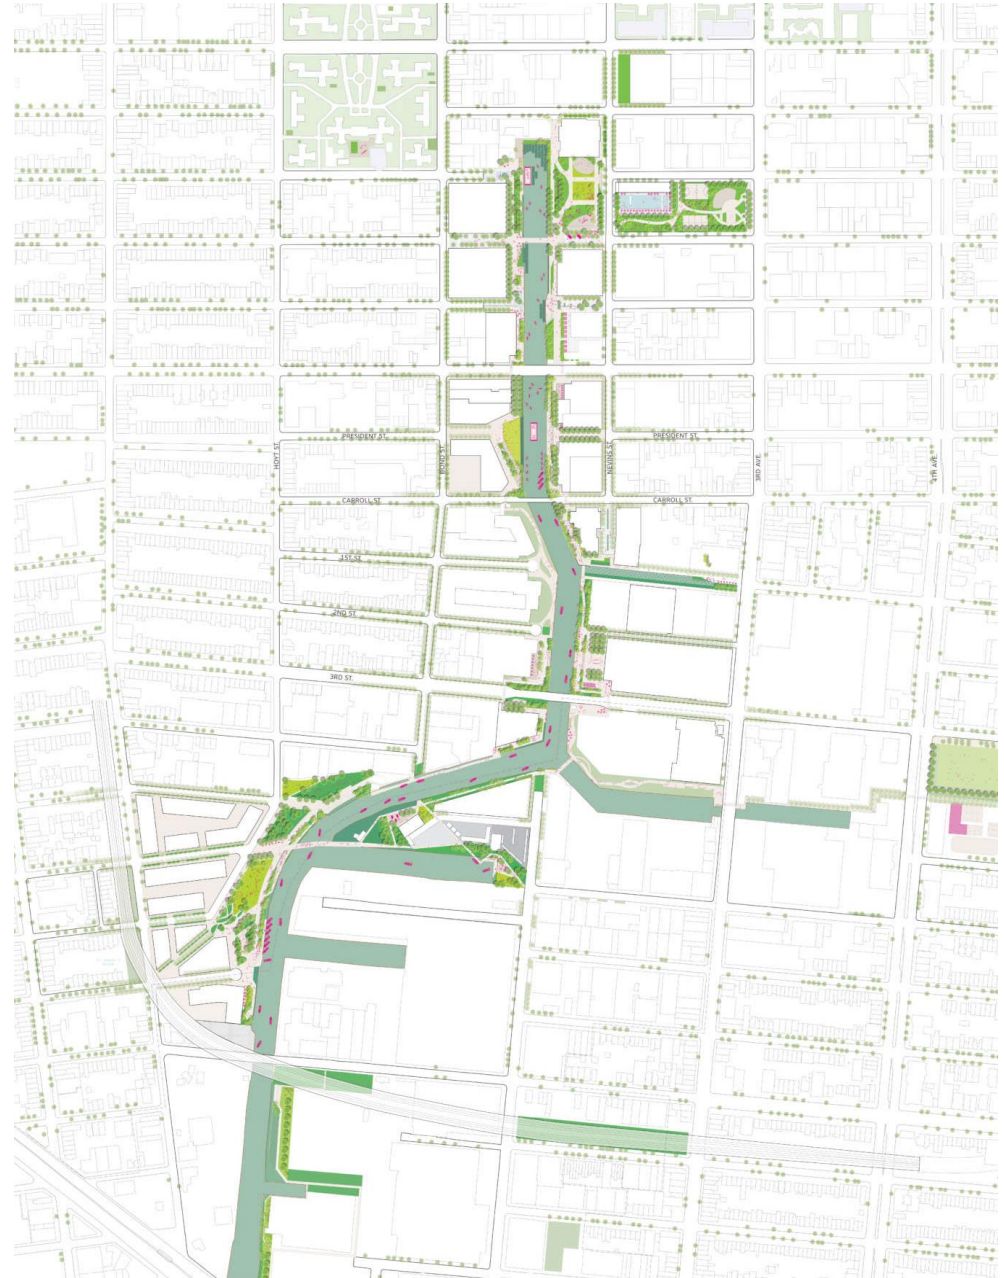 PRESIDENT ST.
PRESIDENT ST.
HOYT ST.
BOND ST.
NEVINS ST.
3RD AVE.
4TH AVE.
CARROLL ST.
CARROLL ST.
1ST ST.
2ND ST.
3RD ST.